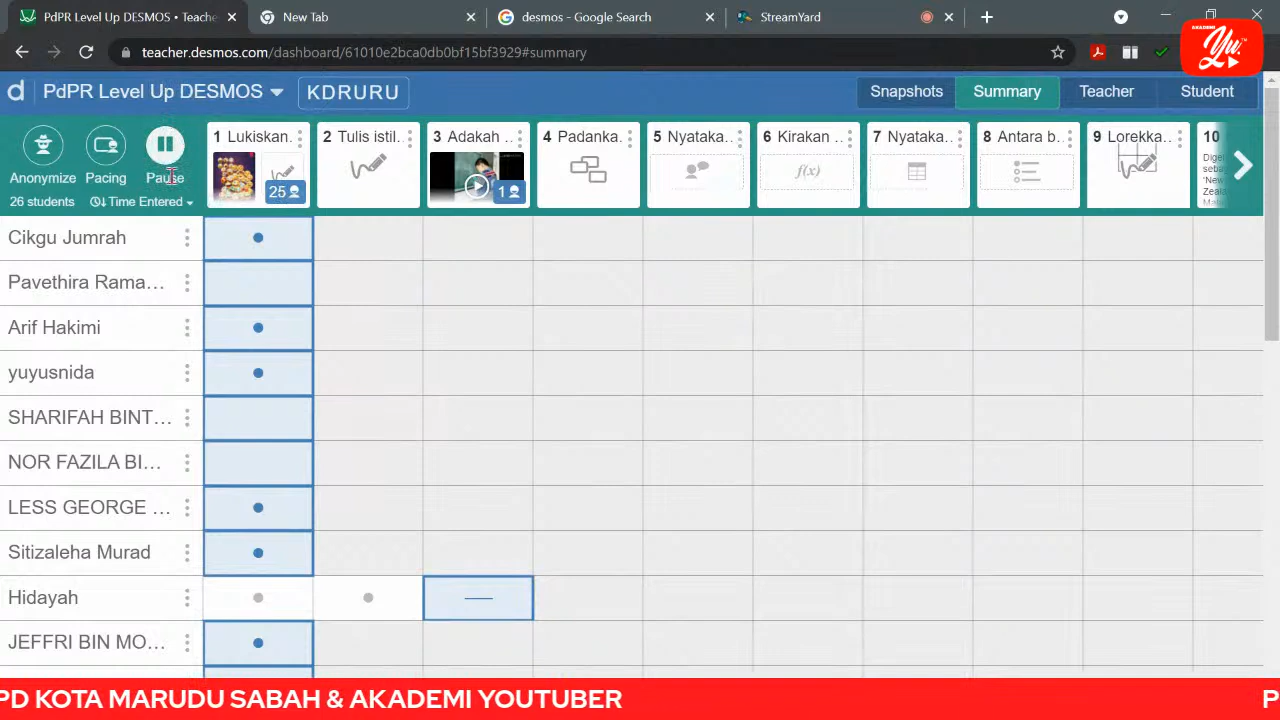 PdPR Level Up DESMOS • Teache
New Tab
desmos - Google Search
StreamYard
teacher.desmos.com/dashboard/61010e2bca0db0bf15bf3929#summary
PdPR Level Up DESMOS
KDRURU
Snapshots
Summary
Teacher
Student
Anonymize
Pacing
Pause
26 students
Time Entered
1 Lukiskan.
25
2 Tulis istil.
3 Adakah ..
1
4 Padanka.
5 Nyataka..
6 Kirakan ..
f(x)
7 Nyataka..
8 Antara b.
9 Lorekka..
10
Digel
seba
'New
Zeala
Cikgu Jumrah
Pavethira Rama…
Arif Hakimi
yuyusnida
SHARIFAH BINT…
NOR FAZILA BI…
LESS GEORGE …
Sitizaleha Murad
Hidayah
JEFFRI BIN MO…
PD KOTA MARUDU SABAH & AKADEMI YOUTUBER
P